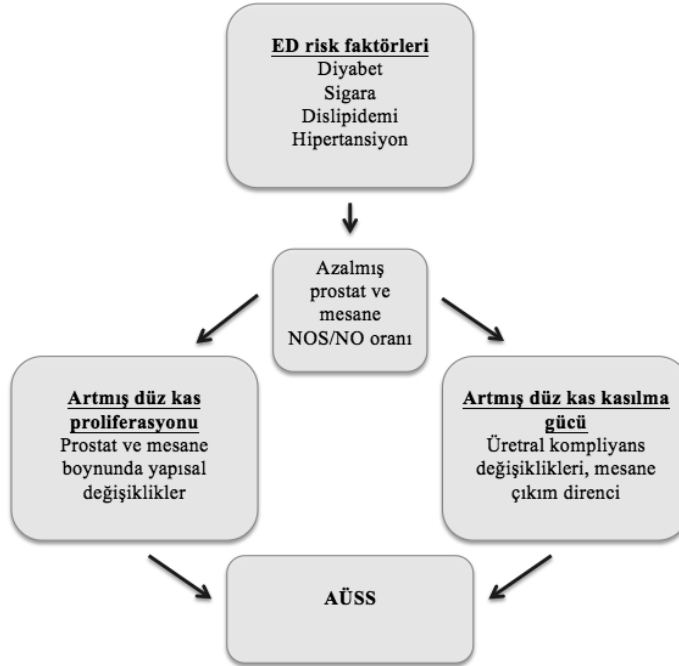 ED risk faktörleri
Diyabet
Sigara
Dislipidemi
Hipertansiyon
Azalmış
prostat ve
mesane
NOS/NO oranı
Artmış düz kas
proliferasyonu
Prostat ve mesane
boynunda yapısal
değişiklikler
Artmış düz kas kasılma
gücü
Üretral kompliyans
değişiklikleri, mesane
çıkım direnci
AÜSS